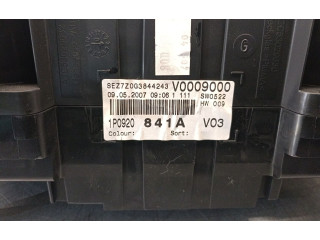 G
SEZ7Z003844243 V0009000
09.05.2007 09:06 1 111 SW0522
HW 009
1P0920 841A V03
Colour: Sort: